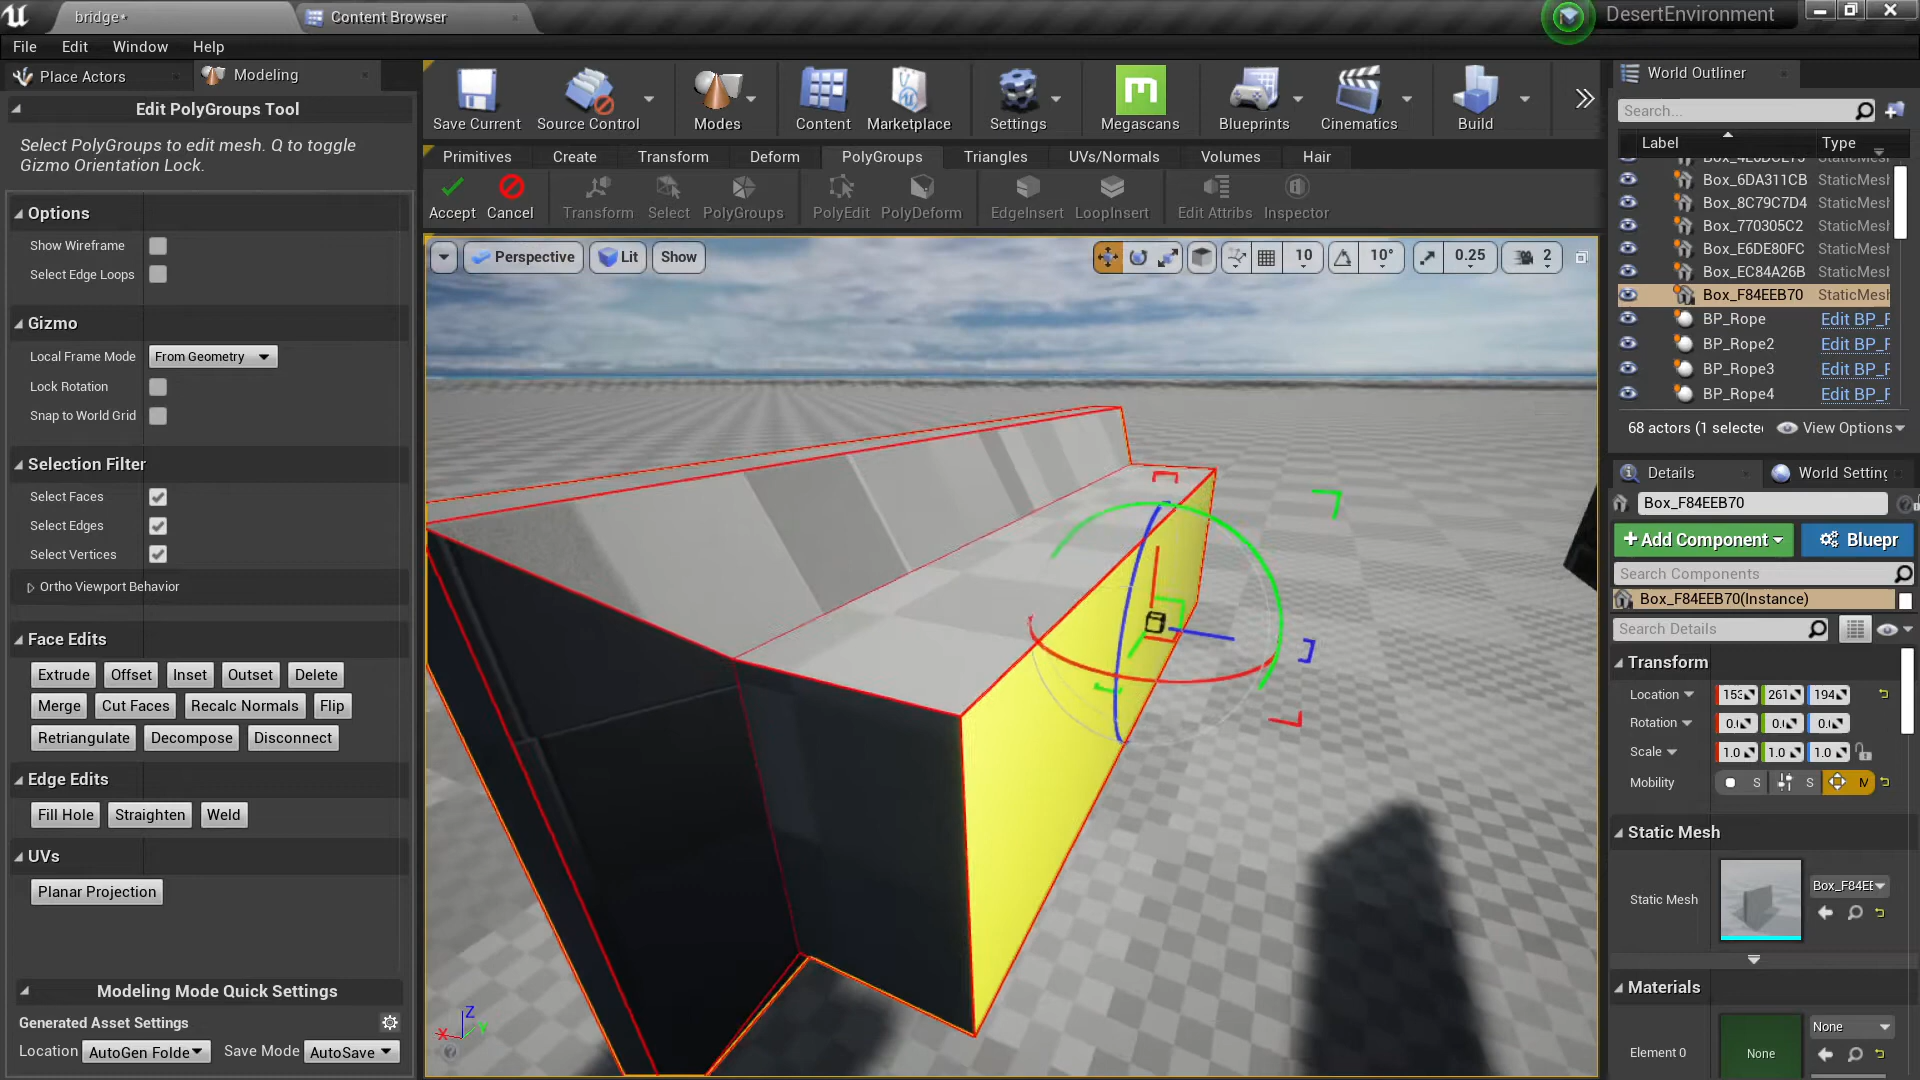 bridge*
Content Browser
DesertEnvironment
File Edit Window Help
Place Actors
Modeling
Edit PolyGroups Tool
Select PolyGroups to edit mesh. Q to toggle
Gizmo Orientation Lock.
Options
Show Wireframe
Select Edge Loops
Gizmo
Local Frame Mode From Geometry
Lock Rotation
Snap to World Grid
Selection Filter
Select Faces
Select Edges
Select Vertices
Ortho Viewport Behavior
Face Edits
Extrude Offset Inset Outset Delete
Merge Cut Faces Recalc Normals Flip
Retriangulate Decompose Disconnect
Edge Edits
Fill Hole Straighten Weld
UVs
Planar Projection
Modeling Mode Quick Settings
Generated Asset Settings
Location AutoGen Folde Save Mode AutoSave
Save Current Source Control Modes Content Marketplace Settings Megascans Blueprints Cinematics Build
Primitives Create Transform Deform PolyGroups Triangles UVs/Normals Volumes Hair
Accept Cancel Transform Select PolyGroups PolyEdit PolyDeform EdgeInsert LoopInsert Edit Attribs Inspector
Perspective Lit Show
10 10° 0.25 2
Z
X Y
World Outliner
Search...
Label Type
Box_6DA311CB StaticMesh
Box_8C79C7D4 StaticMesh
Box_770305C2 StaticMesh
Box_E6DE80FC StaticMesh
Box_EC84A26B StaticMesh
Box_F84EEB70 StaticMesh
BP_Rope Edit BP_F
BP_Rope2 Edit BP_F
BP_Rope3 Edit BP_F
BP_Rope4 Edit BP_F
68 actors (1 selected View Options
Details
World Setting
Box_F84EEB70
+Add Component Bluepr
Search Components
Box_F84EEB70(Instance)
Search Details
Transform
Location 153 261 194
Rotation 0.0 0.0 0.0
Scale 1.0 1.0 1.0
Mobility S S M
Static Mesh
Static Mesh
Box_F84EE
Materials
Element 0
None
None